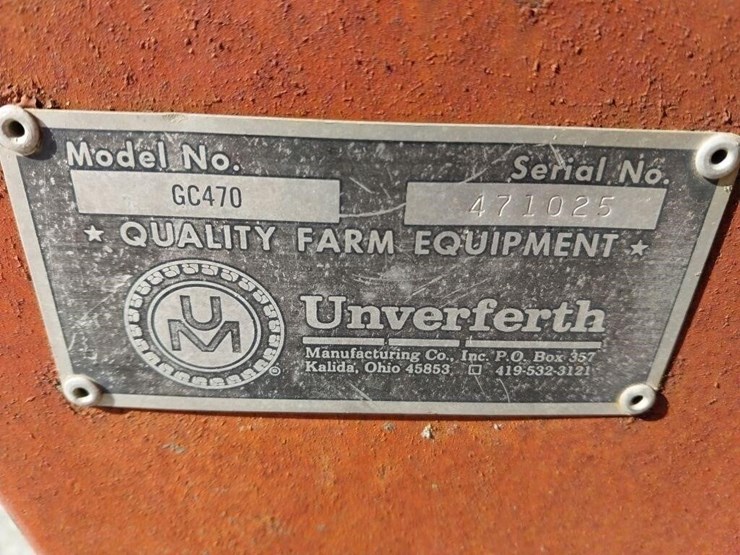 Model No. Serial No.
GC470 471025
★ QUALITY FARM EQUIPMENT ★
UM
Unverferth
Manufacturing Co., Inc. P.O. Box 357
Kalida, Ohio 45853 □ 419-532-3121